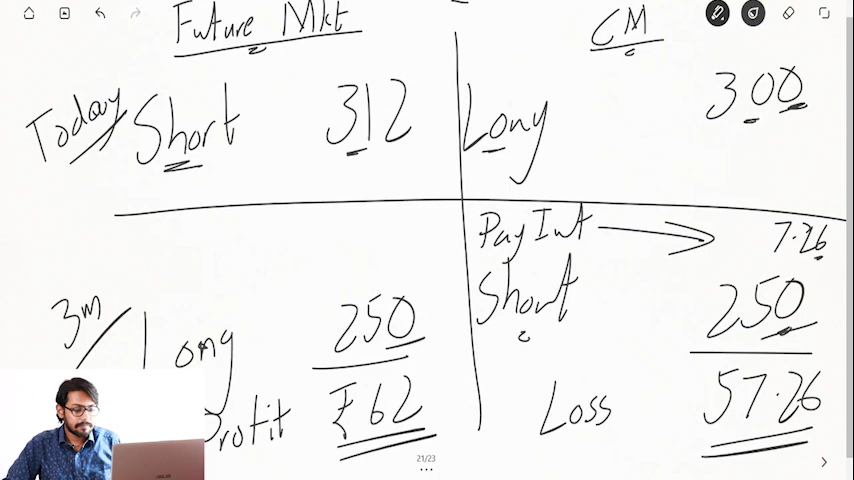 Future Mkt CM
Today Short 312 Long 300
Pay Int → 7.26
3m Long 250 Short 250
Profit ₹62 Loss 57.26
21/23